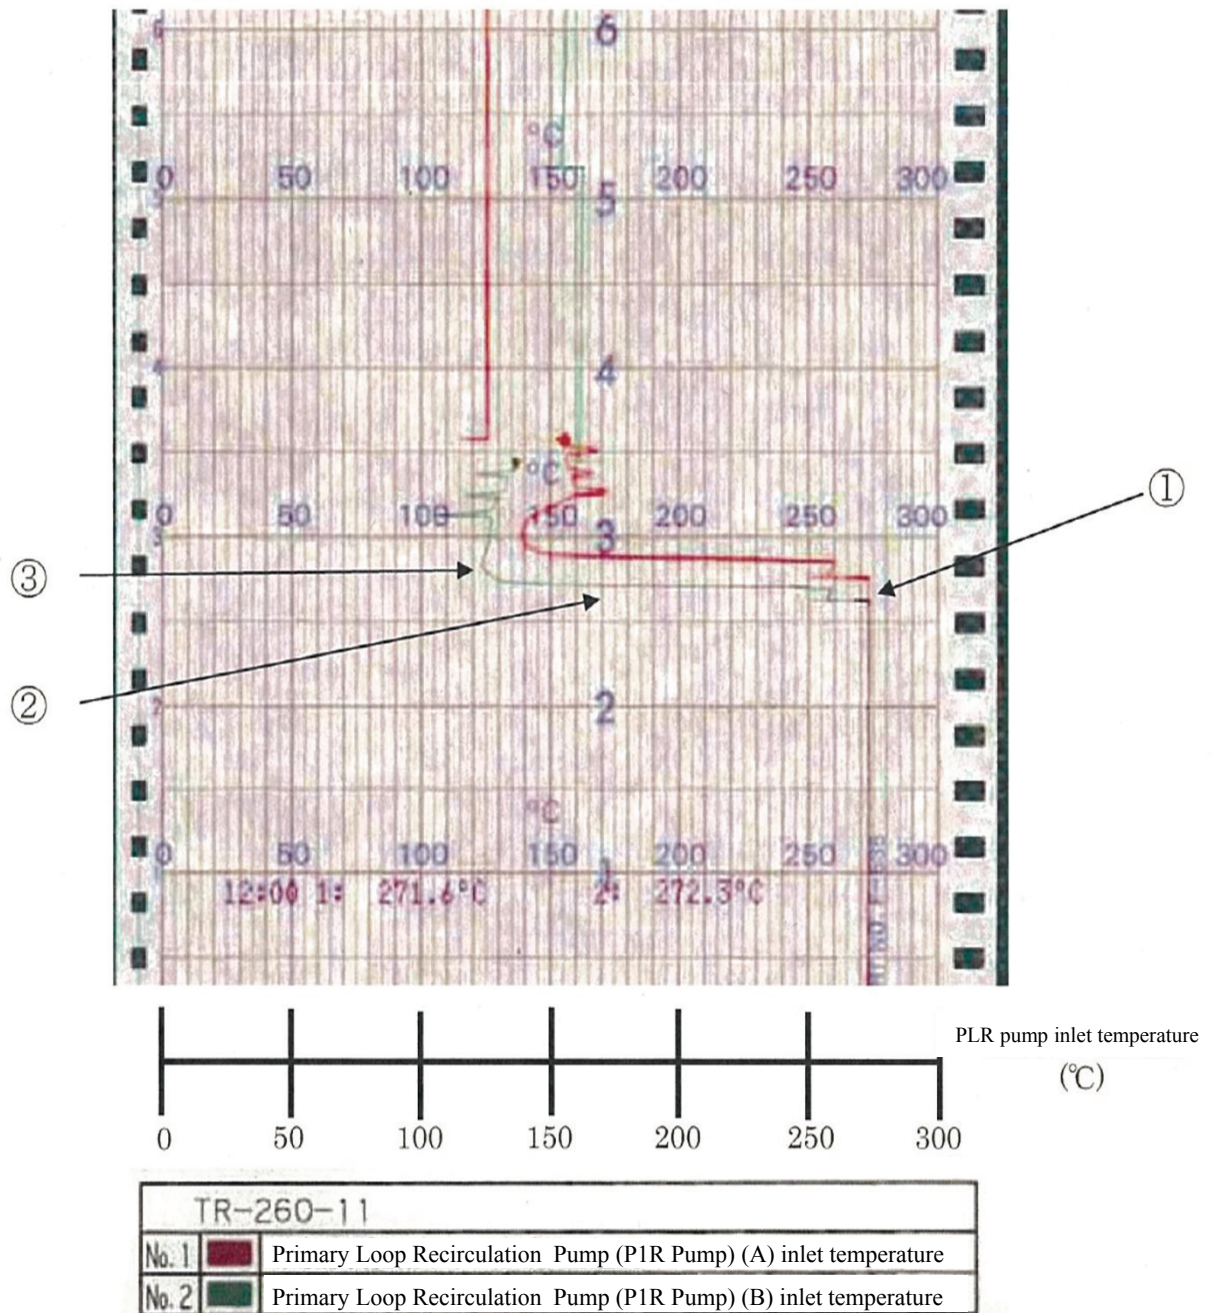 6
6
°C
0 50 100 150 200 250 300
5
4
°C
①
0 50 100 150 200 250 300
3
③
②
2
°C
0 50 100 150 200 250 300
1
12:00 1: 271.6°C 2: 272.3°C
PLR pump inlet temperature
(℃)
0 50 100 150 200 250 300
TR-260-11
No. 1 Primary Loop Recirculation Pump (P1R Pump) (A) inlet temperature
No. 2 Primary Loop Recirculation Pump (P1R Pump) (B) inlet temperature